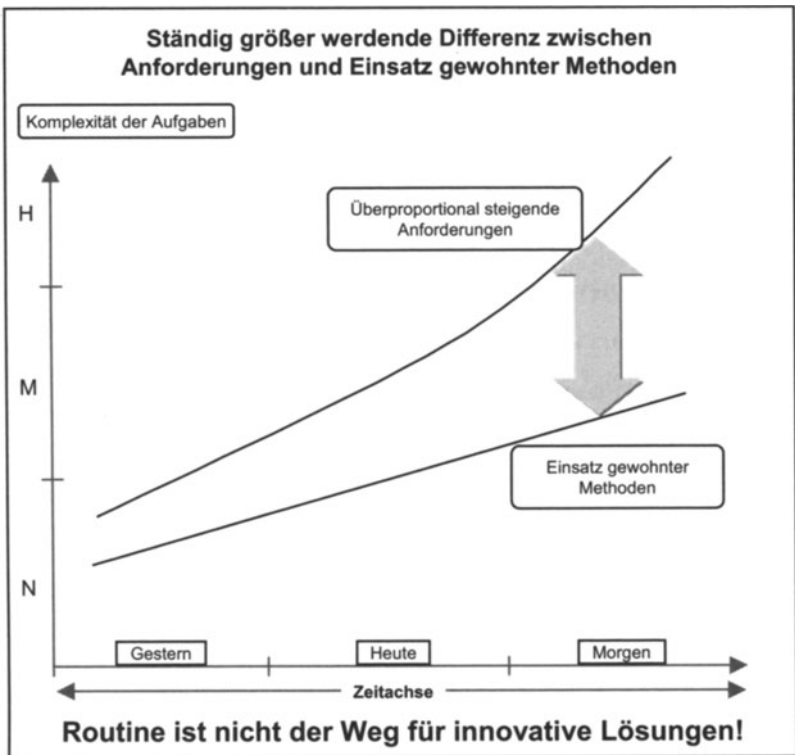 Ständig größer werdende Differenz zwischen
Anforderungen und Einsatz gewohnter Methoden
Komplexität der Aufgaben
H
Überproportional steigende
Anforderungen
M
Einsatz gewohnter
Methoden
N
Gestern
Heute
Morgen
Zeitachse
Routine ist nicht der Weg für innovative Lösungen!